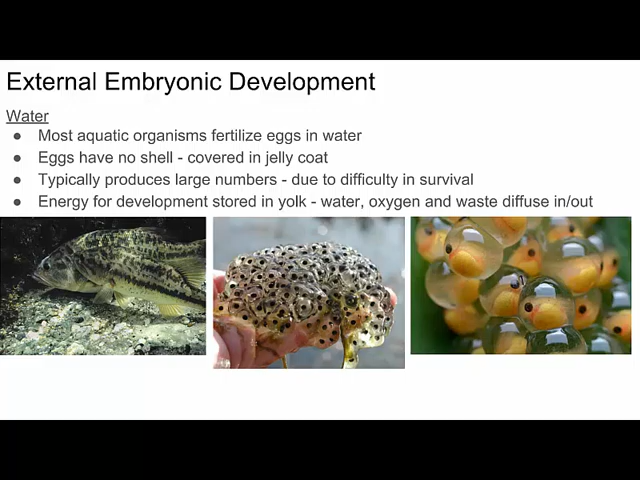 External Embryonic Development
Water
● Most aquatic organisms fertilize eggs in water
● Eggs have no shell - covered in jelly coat
● Typically produces large numbers - due to difficulty in survival
● Energy for development stored in yolk - water, oxygen and waste diffuse in/out